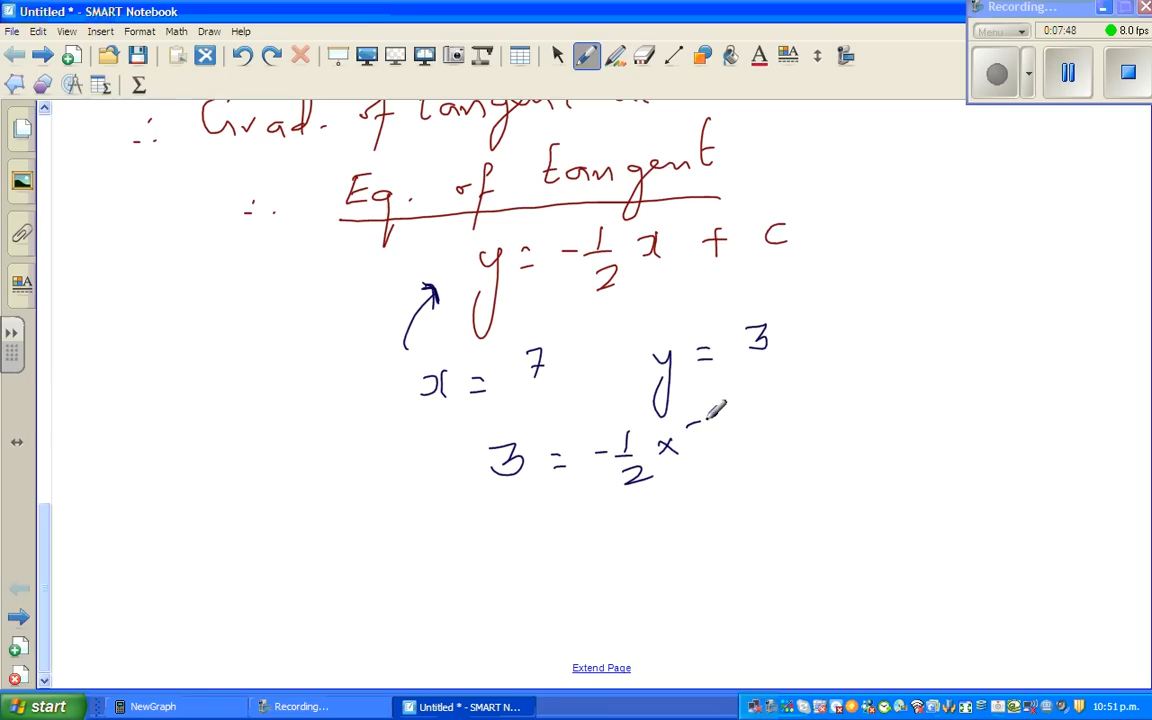 Untitled * - SMART Notebook
Recording...
File Edit View Insert Format Math Draw Help
Menu
0:07:48 8.0 fps
∴ Grad. of tangent
∴ Eq. of tangent
y = -1/2 x + c
x = 7 y = 3
3 = -1/2 x
Extend Page
start NewGraph Recording... Untitled * - SMART N... 10:51 p.m.